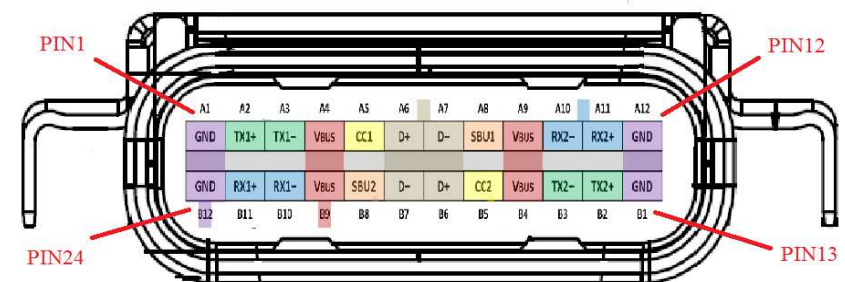 PIN1 PIN12
A1 A2 A3 A4 A5 A6 A7 A8 A9 A10 A11 A12
GND TX1+ TX1− VBUS CC1 D+ D− SBU1 VBUS RX2− RX2+ GND
GND RX1+ RX1− VBUS SBU2 D− D+ CC2 VBUS TX2− TX2+ GND
B12 B11 B10 B9 B8 B7 B6 B5 B4 B3 B2 B1
PIN24 PIN13